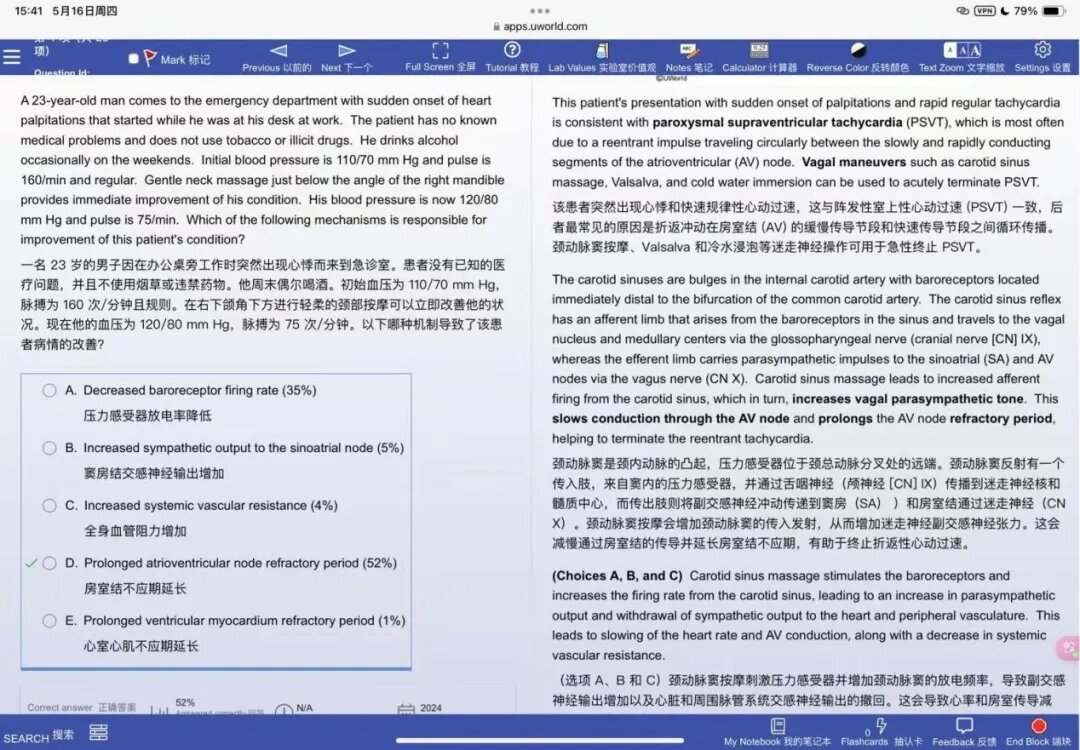 15:41 5月16日周四
79%
VPN
apps.uworld.com
项)
Question Id:
Mark 标记
Previous 以前的
Next 下一个
Full Screen 全屏
Tutorial 教程
Lab Values 实验室价值观
Notes 笔记
Calculator 计算器
Reverse Color 反转颜色
Text Zoom 文字缩放
Settings 设置
A 23-year-old man comes to the emergency department with sudden onset of heart
palpitations that started while he was at his desk at work. The patient has no known
medical problems and does not use tobacco or illicit drugs. He drinks alcohol
occasionally on the weekends. Initial blood pressure is 110/70 mm Hg and pulse is
160/min and regular. Gentle neck massage just below the angle of the right mandible
provides immediate improvement of his condition. His blood pressure is now 120/80
mm Hg and pulse is 75/min. Which of the following mechanisms is responsible for
improvement of this patient's condition?
一名 23 岁的男子因在办公桌旁工作时突然出现心悸而来到急诊室。患者没有已知的医
疗问题，并且不使用烟草或违禁药物。他周末偶尔喝酒。初始血压为 110/70 mm Hg,
脉搏为 160 次/分钟且规则。在右下颌角下方进行轻柔的颈部按摩可以立即改善他的状
况。现在他的血压为 120/80 mm Hg，脉搏为 75 次/分钟。以下哪种机制导致了该患
者病情的改善?
A. Decreased baroreceptor firing rate (35%)
压力感受器放电率降低
B. Increased sympathetic output to the sinoatrial node (5%)
窦房结交感神经输出增加
C. Increased systemic vascular resistance (4%)
全身血管阻力增加
D. Prolonged atrioventricular node refractory period (52%)
房室结不应期延长
E. Prolonged ventricular myocardium refractory period (1%)
心室心肌不应期延长
Correct answer 正确答案
52%
Answered correctly
N/A
2024
©UWorld
This patient's presentation with sudden onset of palpitations and rapid regular tachycardia
is consistent with paroxysmal supraventricular tachycardia (PSVT), which is most often
due to a reentrant impulse traveling circularly between the slowly and rapidly conducting
segments of the atrioventricular (AV) node. Vagal maneuvers such as carotid sinus
massage, Valsalva, and cold water immersion can be used to acutely terminate PSVT.
该患者突然出现心悸和快速规律性心动过速，这与阵发性室上性心动过速 (PSVT) 一致，后
者最常见的原因是折返冲动在房室结 (AV) 的缓慢传导节段和快速传导节段之间循环传播。
颈动脉窦按摩、Valsalva 和冷水浸泡等迷走神经操作可用于急性终止 PSVT。
The carotid sinuses are bulges in the internal carotid artery with baroreceptors located
immediately distal to the bifurcation of the common carotid artery. The carotid sinus reflex
has an afferent limb that arises from the baroreceptors in the sinus and travels to the vagal
nucleus and medullary centers via the glossopharyngeal nerve (cranial nerve [CN] IX),
whereas the efferent limb carries parasympathetic impulses to the sinoatrial (SA) and AV
nodes via the vagus nerve (CN X). Carotid sinus massage leads to increased afferent
firing from the carotid sinus, which in turn, increases vagal parasympathetic tone. This
slows conduction through the AV node and prolongs the AV node refractory period,
helping to terminate the reentrant tachycardia.
颈动脉窦是颈内动脉的凸起，压力感受器位于颈总动脉分叉处的远端。颈动脉窦反射有一个
传入肢，来自窦内的压力感受器，并通过舌咽神经（颅神经 [CN] IX）传播到迷走神经核和
髓质中心，而传出肢则将副交感神经冲动传递到窦房（SA） ）和房室结通过迷走神经（CN
X）。颈动脉窦按摩会增加颈动脉窦的传入发射，从而增加迷走神经副交感神经张力。这会
减慢通过房室结的传导并延长房室结不应期，有助于终止折返性心动过速。
(Choices A, B, and C) Carotid sinus massage stimulates the baroreceptors and
increases the firing rate from the carotid sinus, leading to an increase in parasympathetic
output and withdrawal of sympathetic output to the heart and peripheral vasculature. This
leads to slowing of the heart rate and AV conduction, along with a decrease in systemic
vascular resistance.
（选项 A、B 和 C）颈动脉窦按摩刺激压力感受器并增加颈动脉窦的放电频率，导致副交感
神经输出增加以及心脏和周围脉管系统交感神经输出的撤回。这会导致心率和房室传导减
SEARCH 搜索
My Notebook 我的笔记本
0
Flashcards 抽认卡
Feedback 反馈
End Block 端块